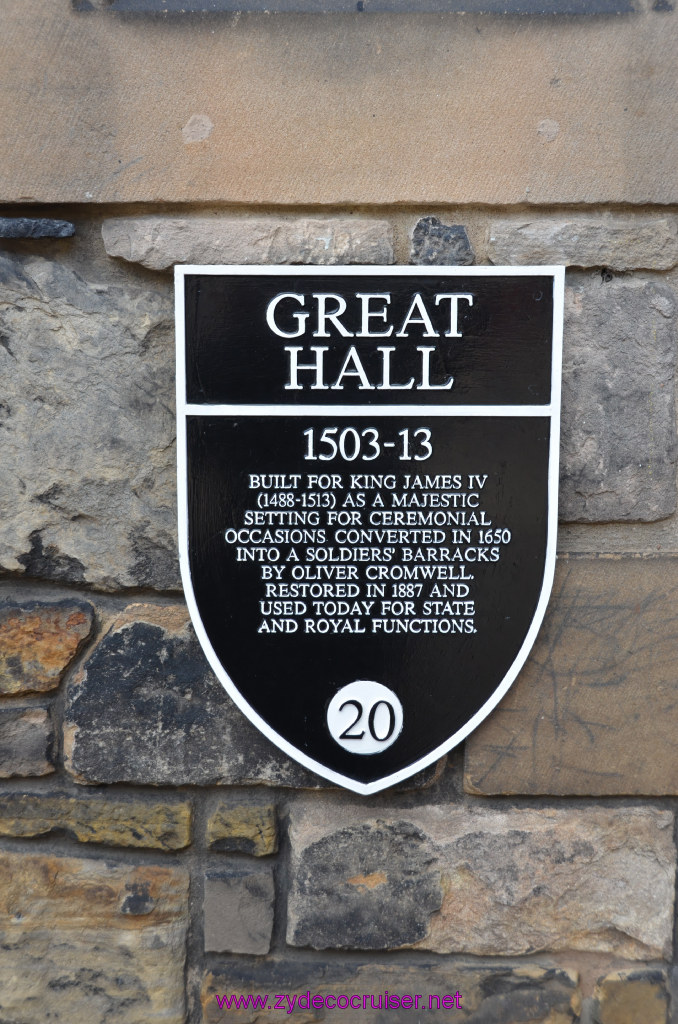 GREAT
HALL
1503-13
BUILT FOR KING JAMES IV
(1488-1513) AS A MAJESTIC
SETTING FOR CEREMONIAL
OCCASIONS. CONVERTED IN 1650
INTO A SOLDIERS' BARRACKS
BY OLIVER CROMWELL.
RESTORED IN 1887 AND
USED TODAY FOR STATE
AND ROYAL FUNCTIONS.
20
www.zydecocruiser.net